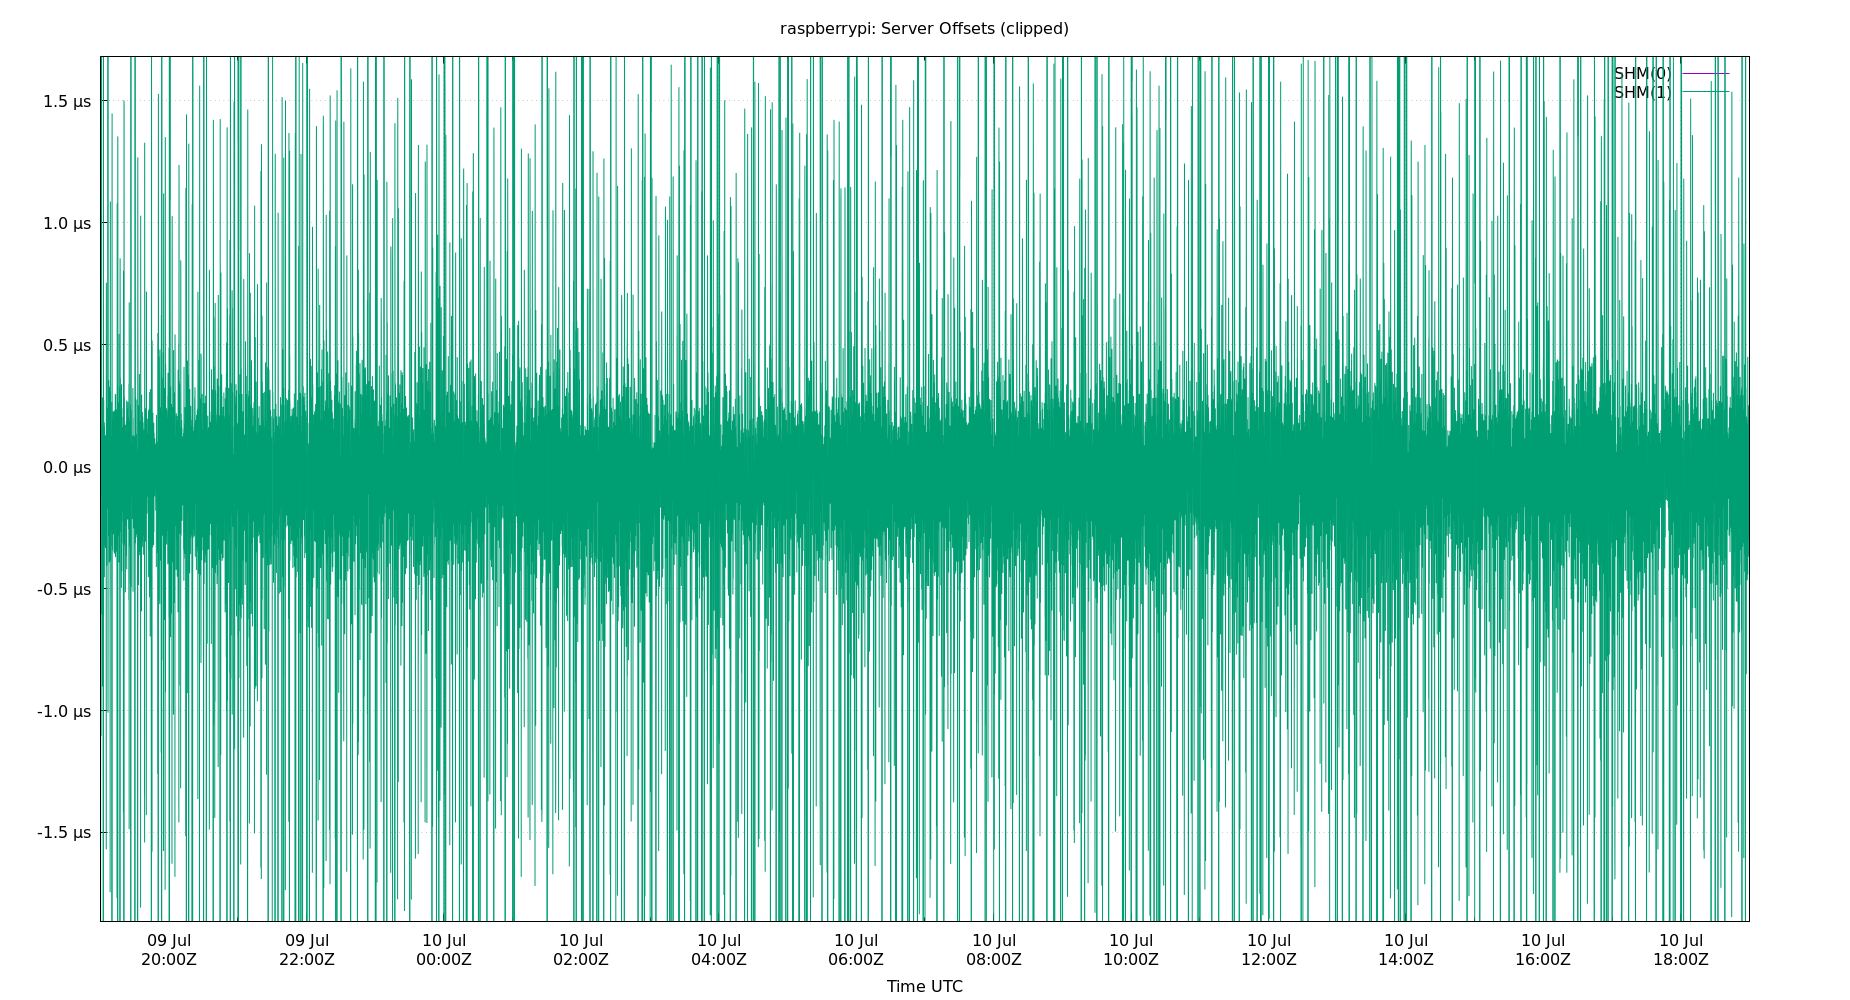 raspberrypi: Server Offsets (clipped)
SHM(0)
SHM(1)
1.5 µs
1.0 µs
0.5 µs
0.0 µs
-0.5 µs
-1.0 µs
-1.5 µs
09 Jul 09 Jul 10 Jul 10 Jul 10 Jul 10 Jul 10 Jul 10 Jul 10 Jul 10 Jul 10 Jul 10 Jul
20:00Z 22:00Z 00:00Z 02:00Z 04:00Z 06:00Z 08:00Z 10:00Z 12:00Z 14:00Z 16:00Z 18:00Z
Time UTC